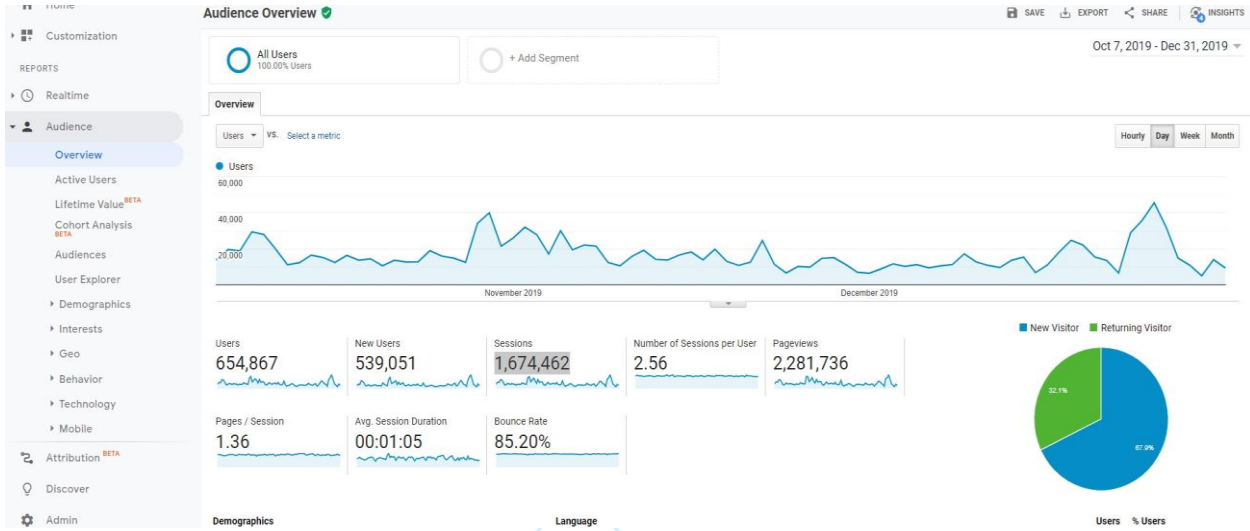 Home
Audience Overview
SAVE EXPORT SHARE INSIGHTS
4
Customization
REPORTS
Realtime
Audience
Overview
Active Users
Lifetime Value BETA
Cohort Analysis
BETA
Audiences
User Explorer
Demographics
Interests
Geo
Behavior
Technology
Mobile
Attribution BETA
Discover
Admin
All Users
100.00% Users
+ Add Segment
Oct 7, 2019 - Dec 31, 2019
Overview
Users VS. Select a metric
Hourly Day Week Month
Users
60,000
40,000
20,000
November 2019 December 2019
Users New Users Sessions Number of Sessions per User Pageviews
654,867 539,051 1,674,462 2.56 2,281,736
Pages / Session Avg. Session Duration Bounce Rate
1.36 00:01:05 85.20%
New Visitor Returning Visitor
32.1%
67.9%
Demographics Language Users % Users